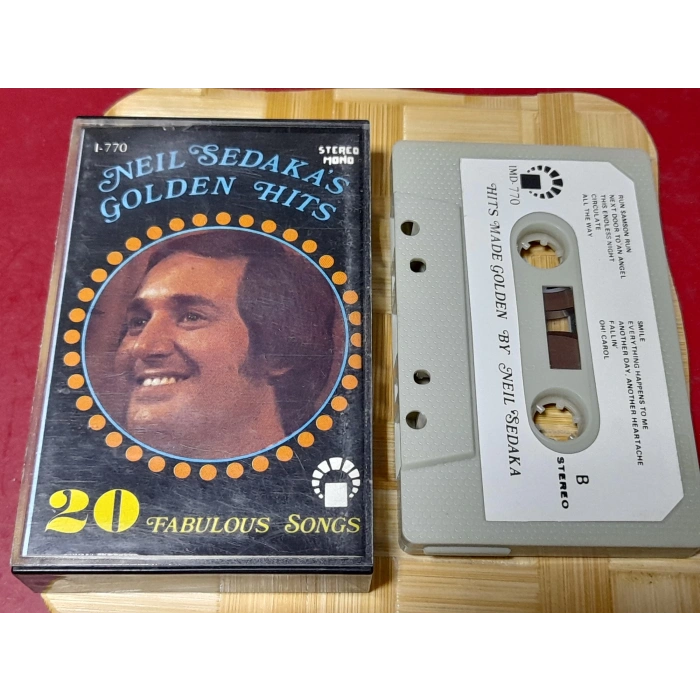 I-770
STEREO
MONO
NEIL SEDAKA'S
GOLDEN HITS
20 FABULOUS SONGS
IMD-770
HITS MADE GOLDEN BY NEIL SEDAKA
RUN SAMSON RUN
NEXT DOOR TO AN ANGEL
THIS ENDLESS NIGHT
CIRCULATE
ALL THE WAY
SMILE
EVERYTHING HAPPENS TO ME
ANOTHER DAY, ANOTHER HEARTACHE
FALLIN'
OH! CAROL
B
STEREO